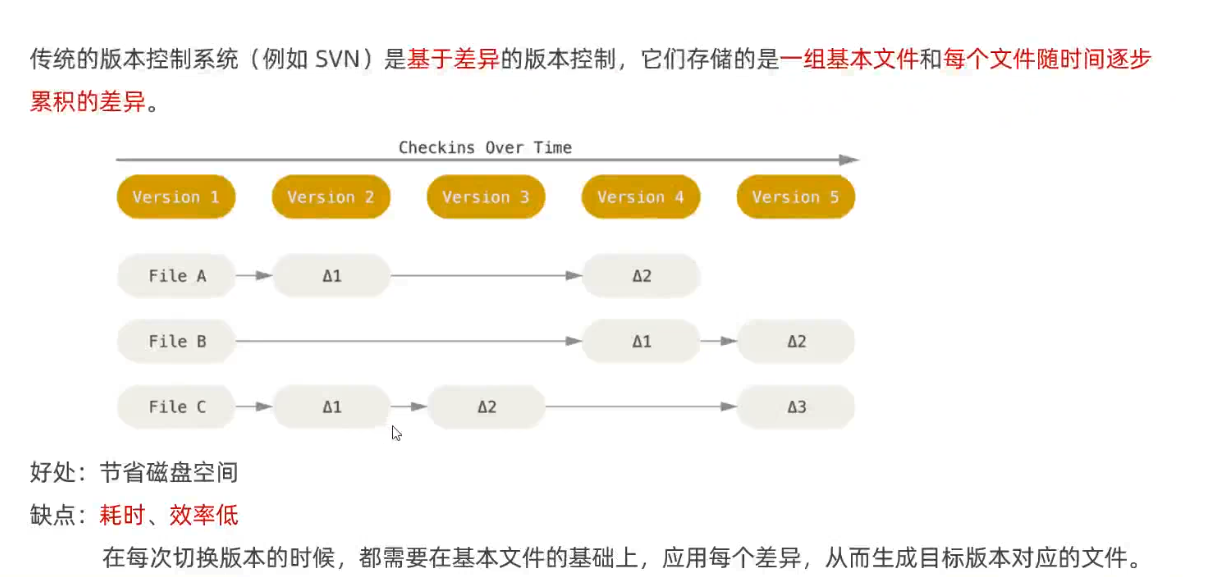 传统的版本控制系统（例如 SVN）是基于差异的版本控制，它们存储的是一组基本文件和每个文件随时间逐步
累积的差异。
Checkins Over Time
Version 1 Version 2 Version 3 Version 4 Version 5
File A Δ1 Δ2
File B Δ1 Δ2
File C Δ1 Δ2 Δ3
好处：节省磁盘空间
缺点：耗时、效率低
在每次切换版本的时候，都需要在基本文件的基础上，应用每个差异，从而生成目标版本对应的文件。